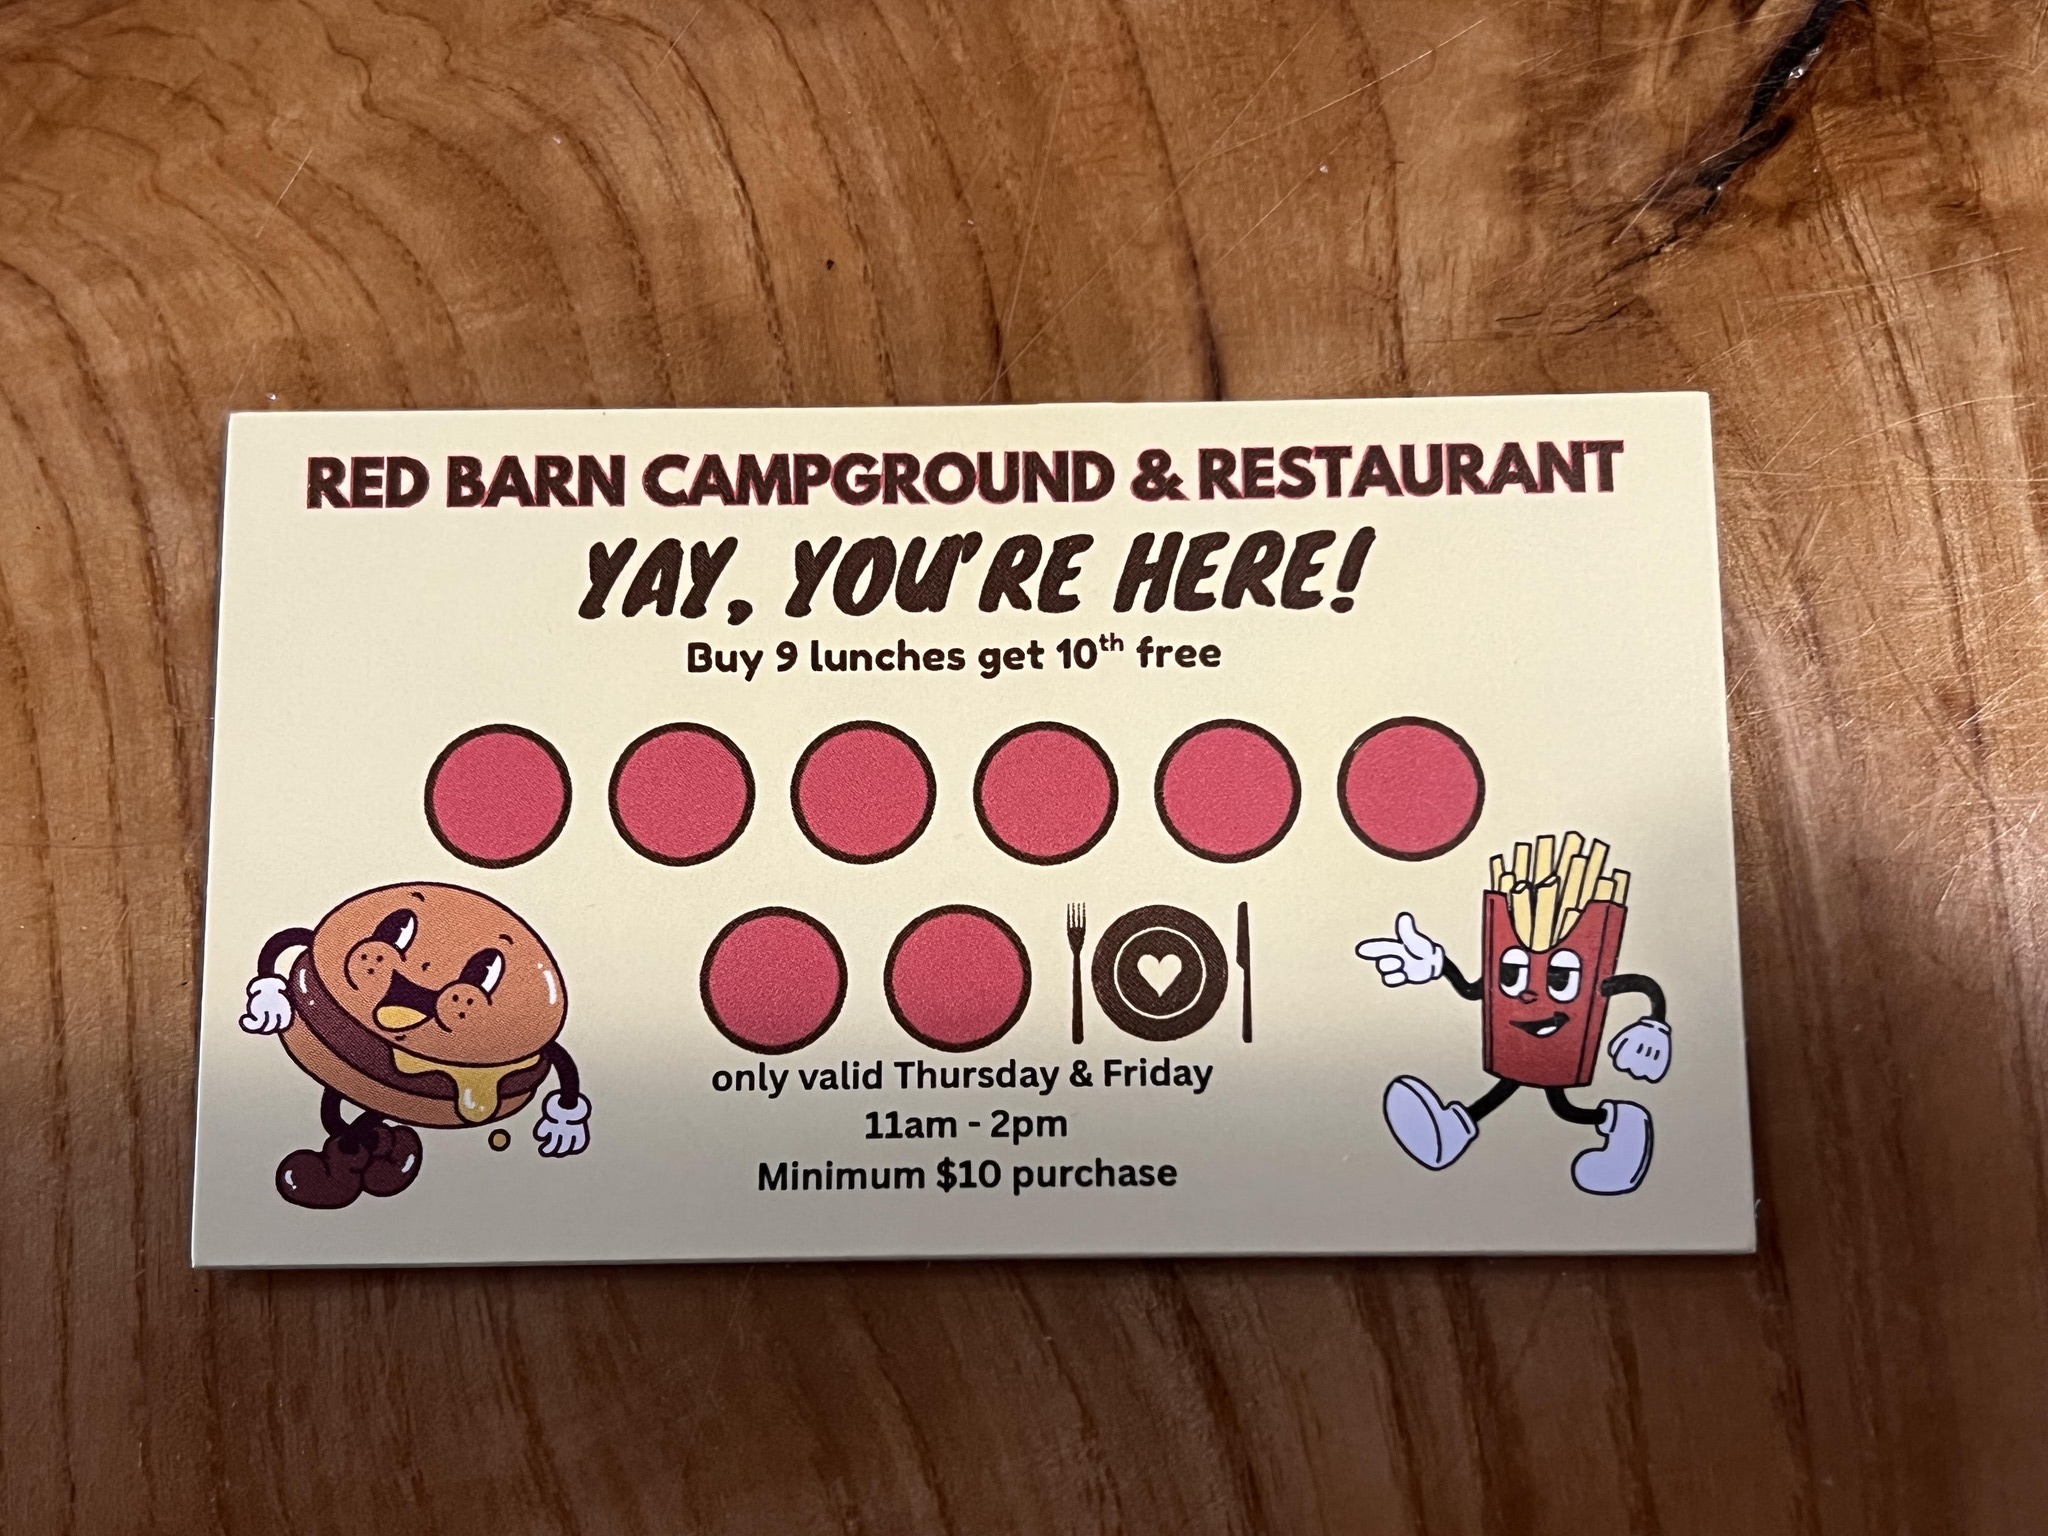 RED BARN CAMPGROUND & RESTAURANT
YAY, YOU'RE HERE!
Buy 9 lunches get 10th free
only valid Thursday & Friday
11am - 2pm
Minimum $10 purchase